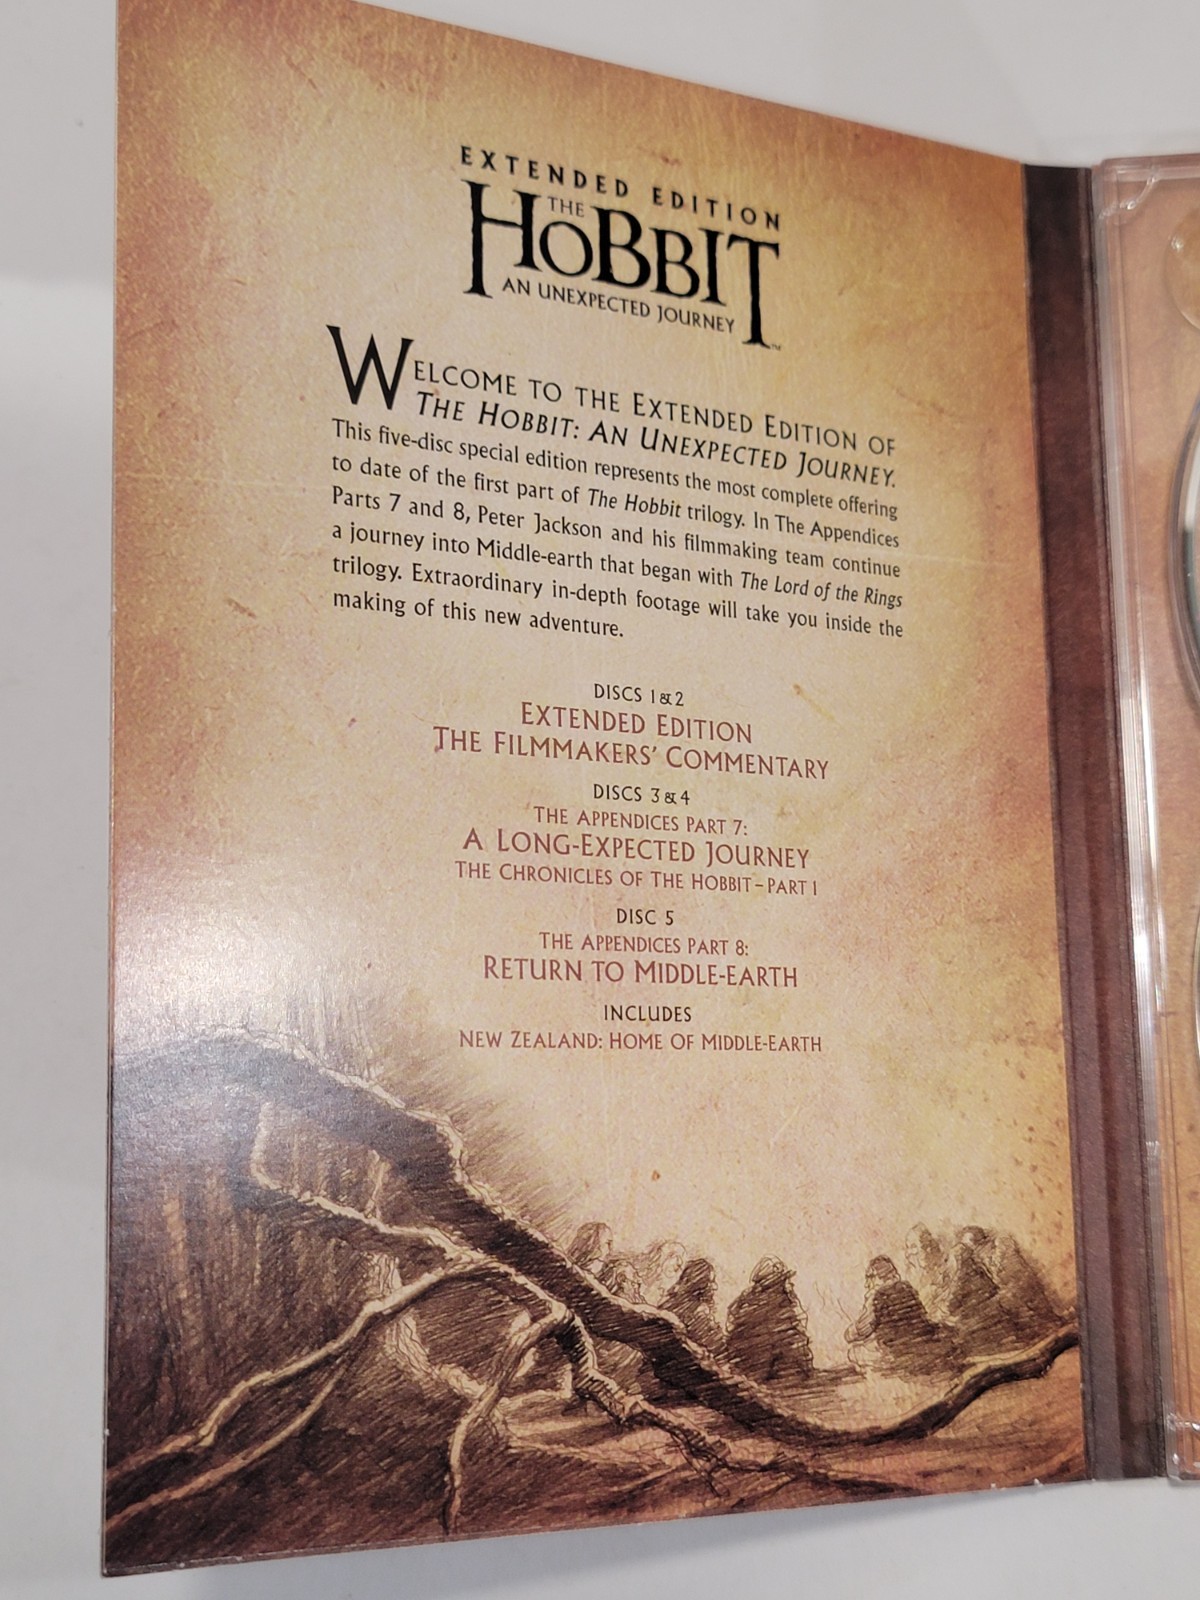 EXTENDED EDITION
THE
HOBBIT
AN UNEXPECTED JOURNEY™
WELCOME TO THE EXTENDED EDITION OF
THE HOBBIT: AN UNEXPECTED JOURNEY.
This five-disc special edition represents the most complete offering
to date of the first part of The Hobbit trilogy. In The Appendices
Parts 7 and 8, Peter Jackson and his filmmaking team continue
a journey into Middle-earth that began with The Lord of the Rings
trilogy. Extraordinary in-depth footage will take you inside the
making of this new adventure.
DISCS 1 & 2
EXTENDED EDITION
THE FILMMAKERS' COMMENTARY
DISCS 3 & 4
THE APPENDICES PART 7:
A LONG-EXPECTED JOURNEY
THE CHRONICLES OF THE HOBBIT – PART 1
DISC 5
THE APPENDICES PART 8:
RETURN TO MIDDLE-EARTH
INCLUDES
NEW ZEALAND: HOME OF MIDDLE-EARTH